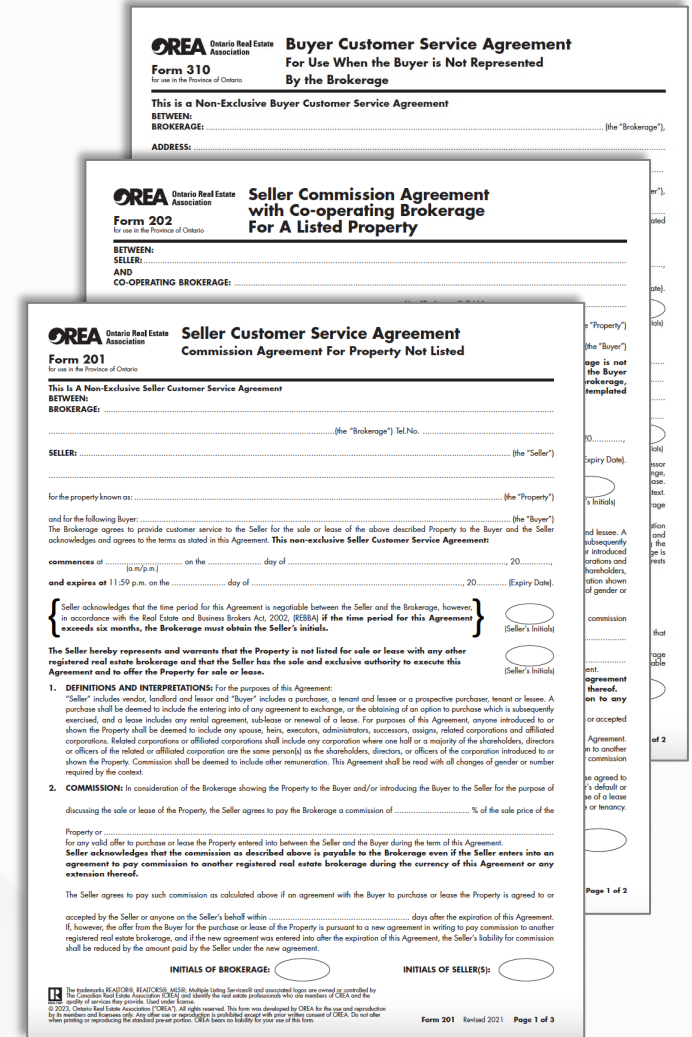 OREA Ontario Real Estate Association
Form 310
for use in the Province of Ontario
Buyer Customer Service Agreement
For Use When the Buyer is Not Represented
By the Brokerage
This is a Non-Exclusive Buyer Customer Service Agreement
BETWEEN:
BROKERAGE: (the "Brokerage"),
ADDRESS:
OREA Ontario Real Estate Association
Form 202
for use in the Province of Ontario
Seller Commission Agreement
with Co-operating Brokerage
For A Listed Property
BETWEEN:
SELLER:
AND
CO-OPERATING BROKERAGE:
OREA Ontario Real Estate Association
Form 201
for use in the Province of Ontario
Seller Customer Service Agreement
Commission Agreement For Property Not Listed
This Is A Non-Exclusive Seller Customer Service Agreement
BETWEEN:
BROKERAGE:
(the "Brokerage") Tel.No.
SELLER: (the "Seller")
for the property known as: (the "Property")
and for the following Buyer: (the "Buyer")
The Brokerage agrees to provide customer service to the Seller for the sale or lease of the above described Property to the Buyer and the Seller
acknowledges and agrees to the terms as stated in this Agreement. This non-exclusive Seller Customer Service Agreement:
commences at on the day of , 20 ,
(a.m/p.m.)
and expires at 11:59 p.m. on the day of , 20 (Expiry Date).
Seller acknowledges that the time period for this Agreement is negotiable between the Seller and the Brokerage, however,
in accordance with the Real Estate and Business Brokers Act, 2002, (REBBA) if the time period for this Agreement
exceeds six months, the Brokerage must obtain the Seller's initials.
(Seller's Initials)
The Seller hereby represents and warrants that the Property is not listed for sale or lease with any other
registered real estate brokerage and that the Seller has the sole and exclusive authority to execute this
Agreement and to offer the Property for sale or lease.
(Seller's Initials)
1. DEFINITIONS AND INTERPRETATIONS: For the purposes of this Agreement:
"Seller" includes vendor, landlord and lessor and "Buyer" includes a purchaser, a tenant and lessee or a prospective purchaser, tenant or lessee. A
purchase shall be deemed to include the entering into of any agreement to exchange, or the obtaining of an option to purchase which is subsequently
exercised, and a lease includes any rental agreement, sub-lease or renewal of a lease. For purposes of this Agreement, anyone introduced to or
shown the Property shall be deemed to include any spouse, heirs, executors, administrators, successors, assigns, related corporations and affiliated
corporations. Related corporations or affiliated corporations shall include any corporation where one half or a majority of the shareholders, directors
or officers of the related or affiliated corporation are the same person(s) as the shareholders, directors, or officers of the corporation introduced to or
shown the Property. Commission shall be deemed to include other remuneration. This Agreement shall be read with all changes of gender or number
required by the context.
2. COMMISSION: In consideration of the Brokerage showing the Property to the Buyer and/or introducing the Buyer to the Seller for the purpose of
discussing the sale or lease of the Property, the Seller agrees to pay the Brokerage a commission of % of the sale price of the
Property or
for any valid offer to purchase or lease the Property entered into between the Seller and the Buyer during the term of this Agreement.
Seller acknowledges that the commission as described above is payable to the Brokerage even if the Seller enters into an
agreement to pay commission to another registered real estate brokerage during the currency of this Agreement or any
extension thereof.
The Seller agrees to pay such commission as calculated above if an agreement with the Buyer to purchase or lease the Property is agreed to or
accepted by the Seller or anyone on the Seller's behalf within days after the expiration of this Agreement.
If, however, the offer from the Buyer for the purchase or lease of the Property is pursuant to a new agreement in writing to pay commission to another
registered real estate brokerage, and if the new agreement was entered into after the expiration of this Agreement, the Seller's liability for commission
shall be reduced by the amount paid by the Seller under the new agreement.
INITIALS OF BROKERAGE: INITIALS OF SELLER(S):
The trademarks REALTOR®, REALTORS®, MLS®, Multiple Listing Services® and associated logos are owned or controlled by
The Canadian Real Estate Association (CREA) and identify the real estate professionals who are members of CREA and the
quality of services they provide. Used under license.
© 2023, Ontario Real Estate Association ("OREA"). All rights reserved. This form was developed by OREA for the use and reproduction
by its members and licensees only. Any other use or reproduction is prohibited except with prior written consent of OREA. Do not alter
when printing or reproducing the standard pre-set portion. OREA bears no liability for your use of this form.
Form 201 Revised 2021 Page 1 of 3
Page 1 of 2